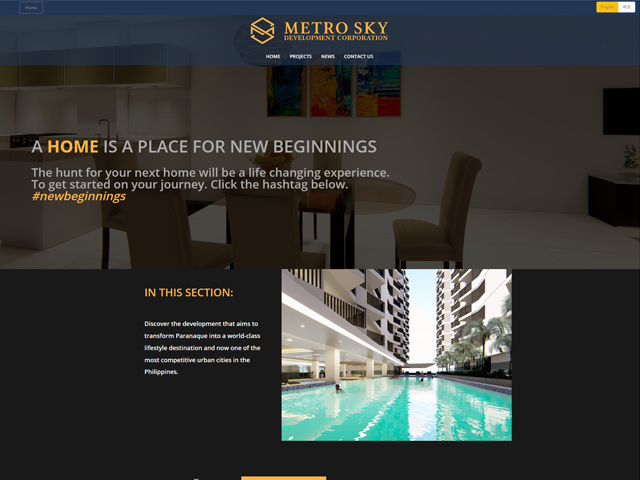 Home
English
中文
METRO SKY
DEVELOPMENT CORPORATION
HOME PROJECTS NEWS CONTACT US
A HOME IS A PLACE FOR NEW BEGINNINGS
The hunt for your next home will be a life changing experience.
To get started on your journey. Click the hashtag below.
#newbeginnings
IN THIS SECTION:
Discover the development that aims to
transform Paranaque into a world-class
lifestyle destination and now one of the
most competitive urban cities in the
Philippines.